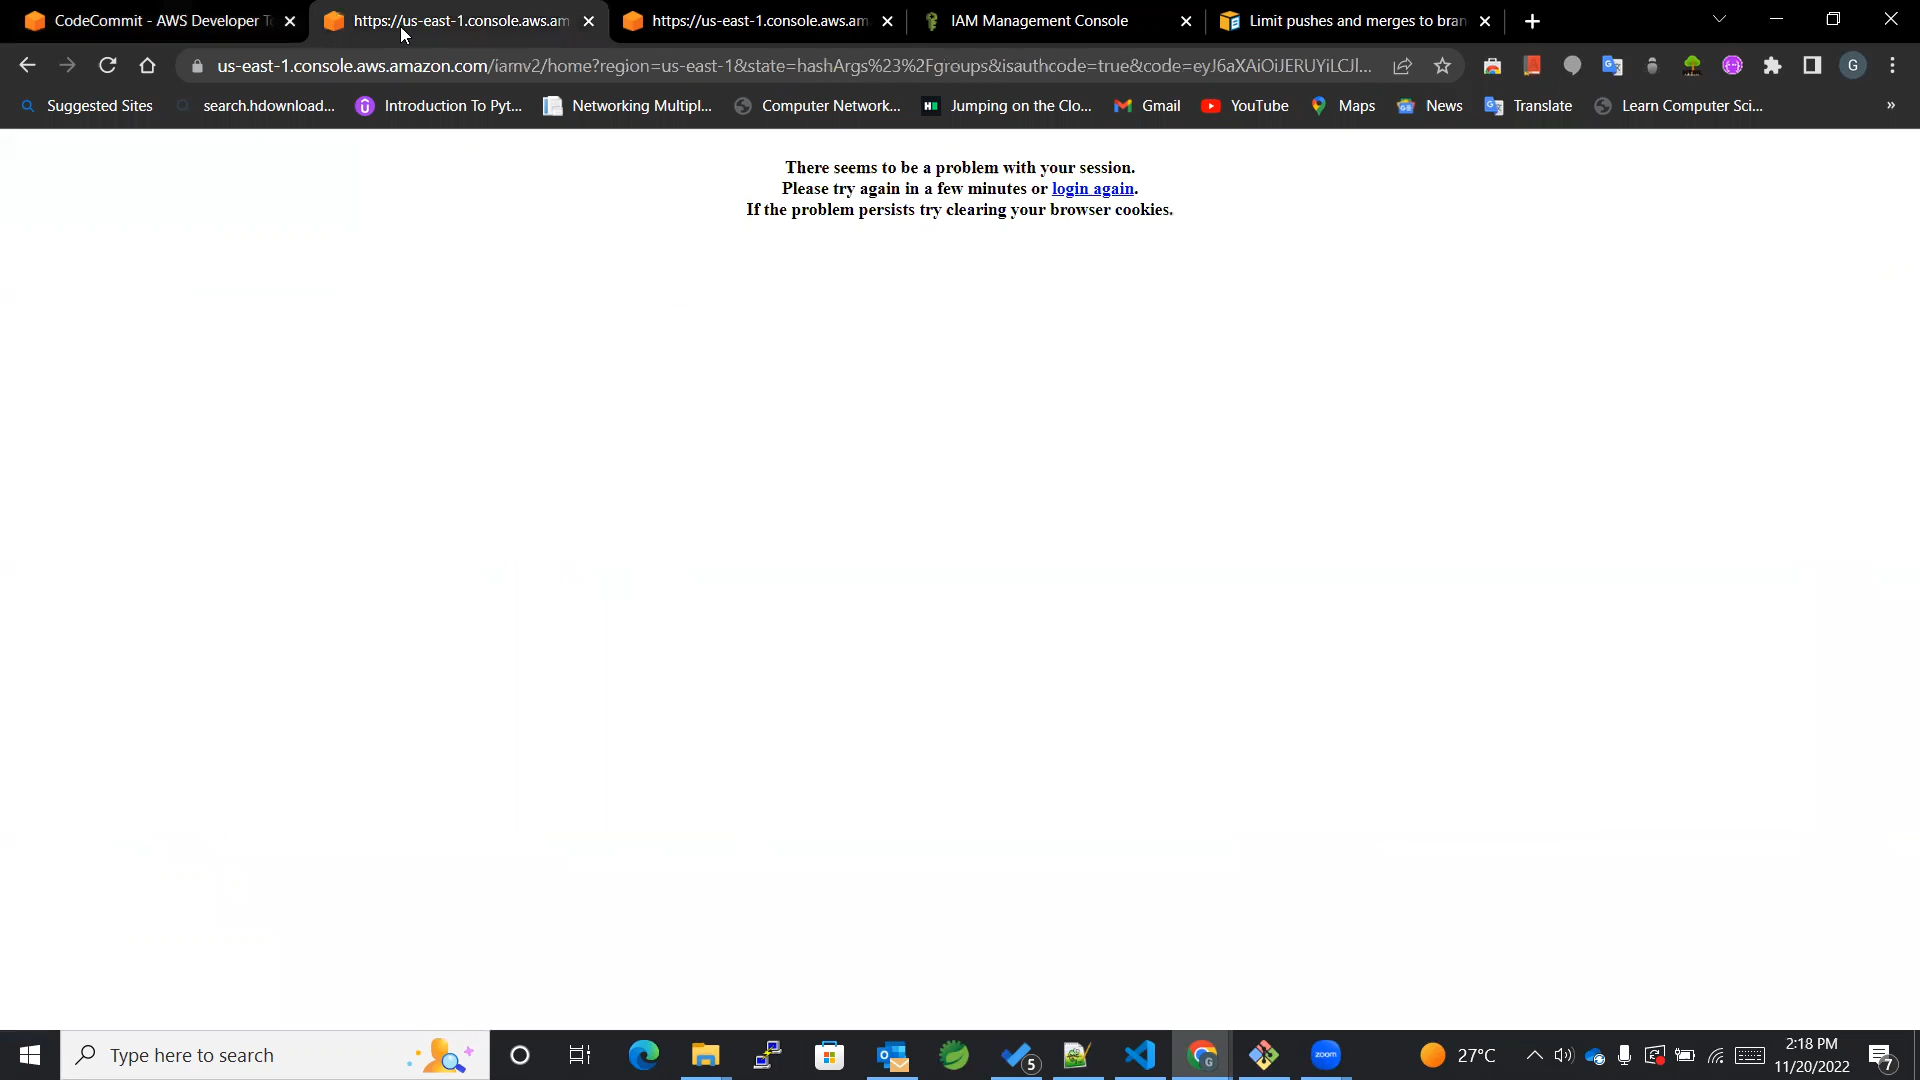 CodeCommit - AWS Developer To
https://us-east-1.console.aws.am
https://us-east-1.console.aws.am
IAM Management Console
Limit pushes and merges to bran
us-east-1.console.aws.amazon.com/iamv2/home?region=us-east-1&state=hashArgs%23%2Fgroups&isauthcode=true&code=eyJ6aXAiOiJERUYiLCJl...
G
Suggested Sites
search.hdownload...
Introduction To Pyt...
Networking Multipl...
Computer Network...
Jumping on the Clo...
Gmail
YouTube
Maps
News
Translate
Learn Computer Sci...
»
There seems to be a problem with your session.
Please try again in a few minutes or login again.
If the problem persists try clearing your browser cookies.
Type here to search
5
G
zoom
27°C
2:18 PM
11/20/2022
7